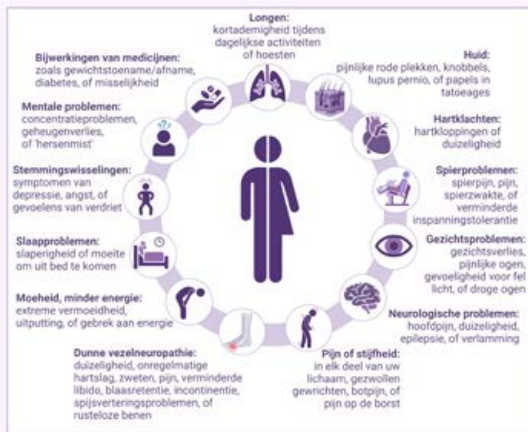 Longen:
kortademigheid tijdens
dagelijkse activiteiten
of hoesten
Huid:
pijnlijke rode plekken, knobbels,
lupus pernio, of papels in
tatoeages
Hartklachten:
hartkloppingen of
duizeligheid
Spierproblemen:
spierpijn, pijn,
spierzwakte, of
verminderde
inspanningstolerantie
Gezichtsproblemen:
gezichtsverlies,
pijnlijke ogen,
gevoeligheid voor fel
licht, of droge ogen
Neurologische problemen:
hoofdpijn, duizeligheid,
epilepsie, of verlamming
Pijn of stijfheid:
in elk deel van uw
lichaam, gezwollen
gewrichten, botpijn, of
pijn op de borst
Dunne vezelneuropathie:
duizeligheid, onregelmatige
hartslag, zweten, pijn, verminderde
libido, blaasretentie, incontinentie,
spijsverteringsproblemen, of
rusteloze benen
Moeheid, minder energie:
extreme vermoeidheid,
uitputting, of gebrek aan energie
Slaapproblemen:
slaperigheid of moeite
om uit bed te komen
Stemmingswisselingen:
symptomen van
depressie, angst, of
gevoelens van verdriet
Mentale problemen:
concentratieproblemen,
geheugenverlies,
of 'hersenmist'
Bijwerkingen van medicijnen:
zoals gewichtstoename/afname,
diabetes, of misselijkheid